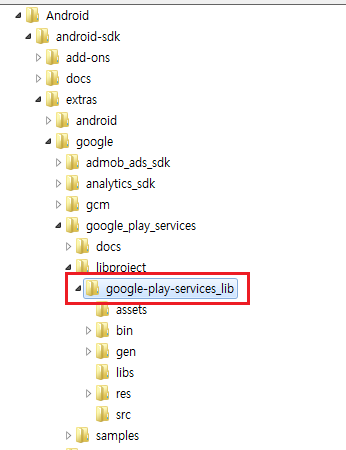 Android
android-sdk
add-ons
docs
extras
android
google
admob_ads_sdk
analytics_sdk
gcm
google_play_services
docs
libproject
google-play-services_lib
assets
bin
gen
libs
res
src
samples